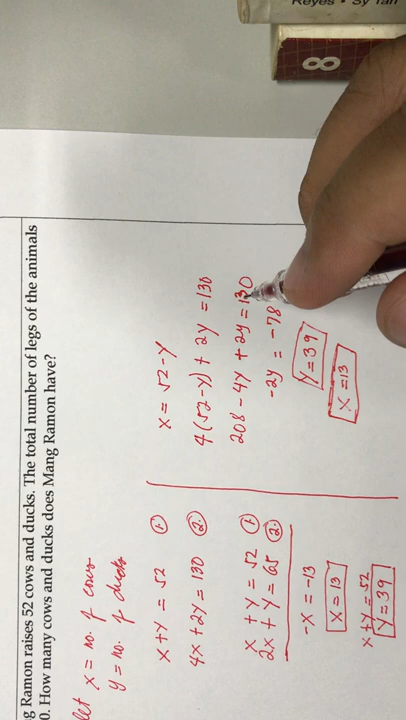 g Ramon raises 52 cows and ducks. The total number of legs of the animals
0. How many cows and ducks does Mang Ramon have?
let x = no. of cows
y = no. of ducks
x + y = 52 ①
4x + 2y = 130 ②
x + y = 52 ①
2x + y = 65 ②
-x = -13
x = 13
x + y = 52
y = 39
x = 52 - y
4(52 - y) + 2y = 130
208 - 4y + 2y = 130
-2y = -78
y = 39
x = 13
Reyes • Sy Tan
8